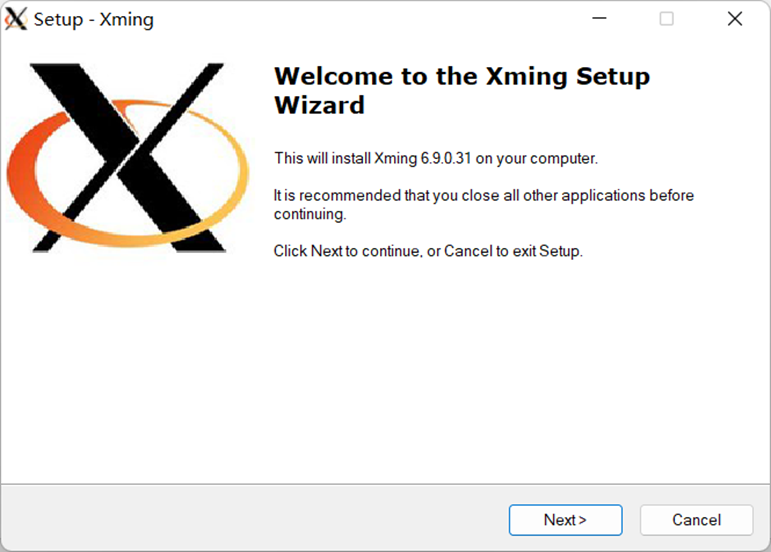 Setup - Xming
Welcome to the Xming Setup
Wizard
This will install Xming 6.9.0.31 on your computer.
It is recommended that you close all other applications before
continuing.
Click Next to continue, or Cancel to exit Setup.
Next >
Cancel